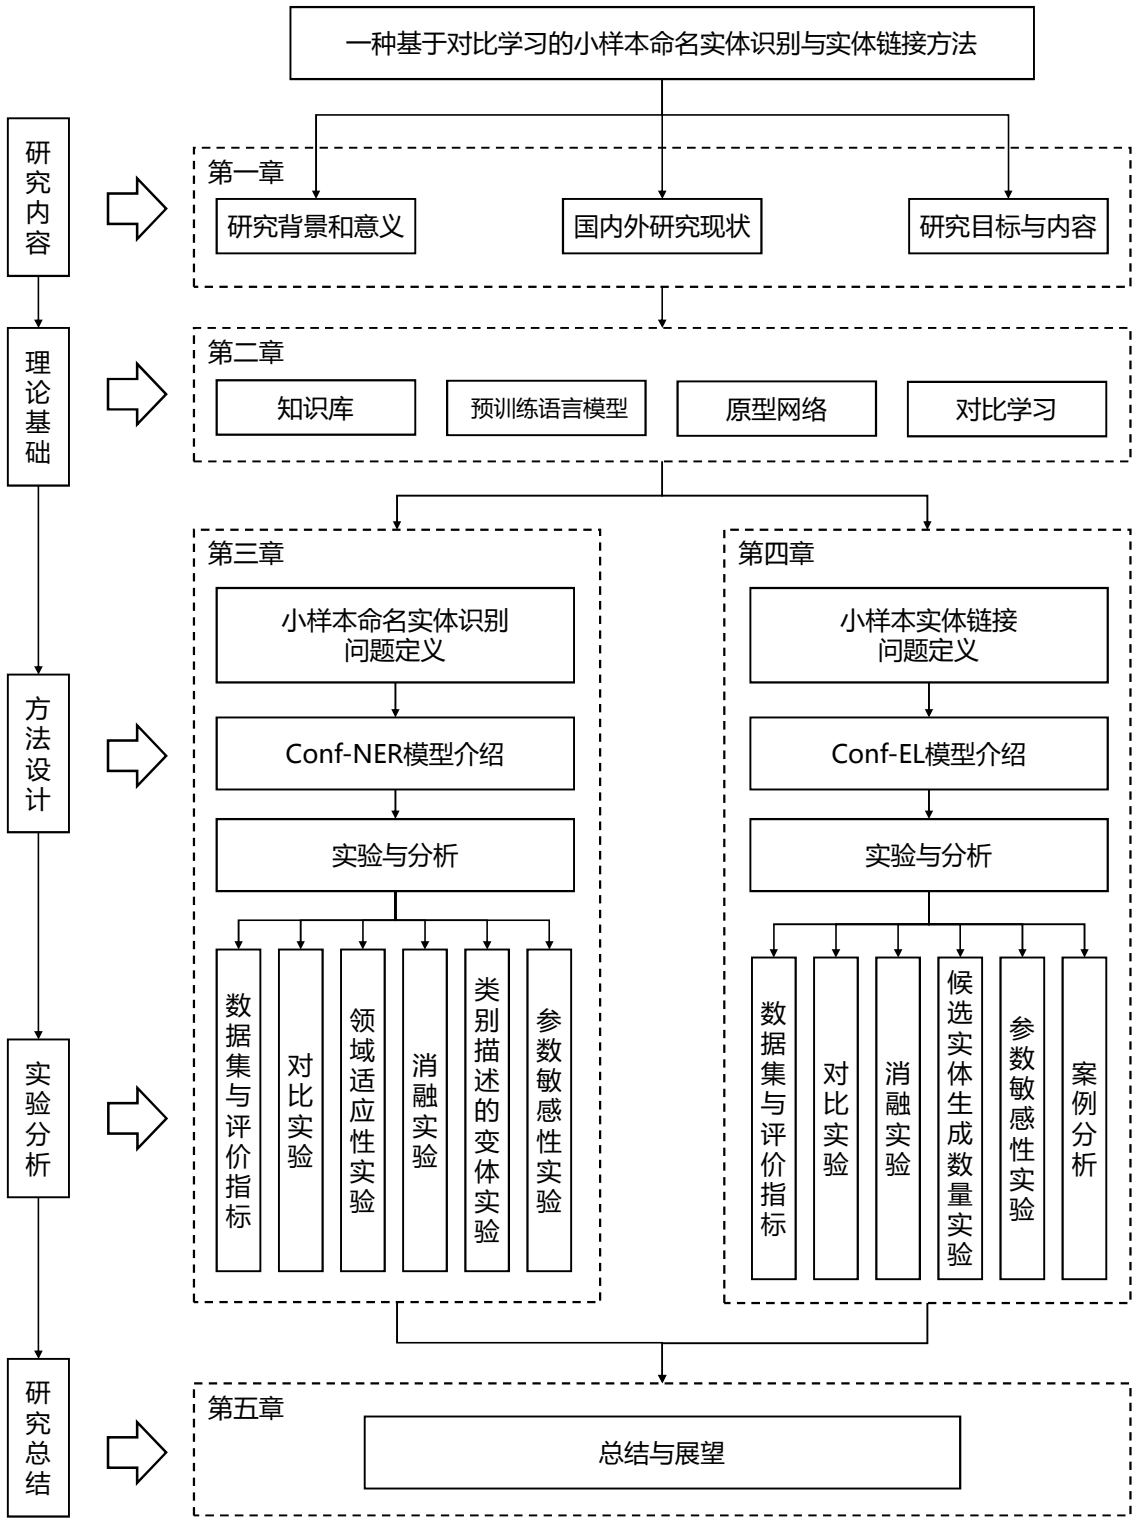 一种基于对比学习的小样本命名实体识别与实体链接方法
研究内容
第一章
研究背景和意义
国内外研究现状
研究目标与内容
理论基础
第二章
知识库
预训练语言模型
原型网络
对比学习
方法设计
第三章
小样本命名实体识别
问题定义
Conf-NER模型介绍
实验与分析
第四章
小样本实体链接
问题定义
Conf-EL模型介绍
实验与分析
实验分析
数据集与评价指标
对比实验
领域适应性实验
消融实验
类别描述的变体实验
参数敏感性实验
数据集与评价指标
对比实验
消融实验
候选实体生成数量实验
参数敏感性实验
案例分析
研究总结
第五章
总结与展望